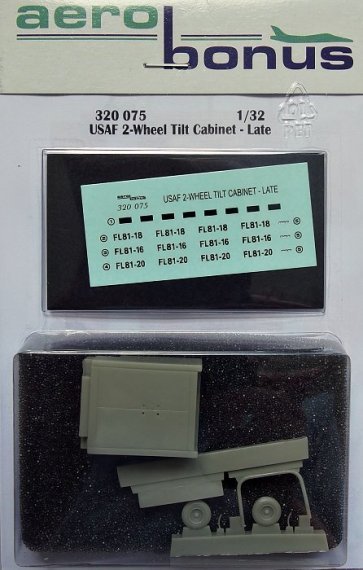 aero
bonus
320 075 1/32
USAF 2-Wheel Tilt Cabinet - Late
01
PET
320 075 USAF 2-WHEEL TILT CABINET - LATE
1
FL81-18 FL81-18 FL81-18 FL81-18
FL81-16 FL81-16 FL81-16 FL81-16
FL81-20 FL81-20 FL81-20 FL81-20